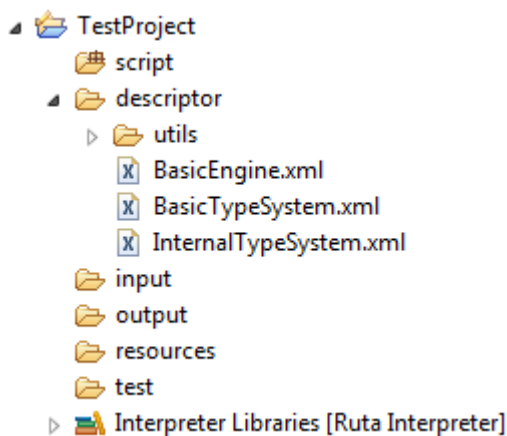 TestProject
script
descriptor
utils
BasicEngine.xml
BasicTypeSystem.xml
InternalTypeSystem.xml
input
output
resources
test
Interpreter Libraries [Ruta Interpreter]